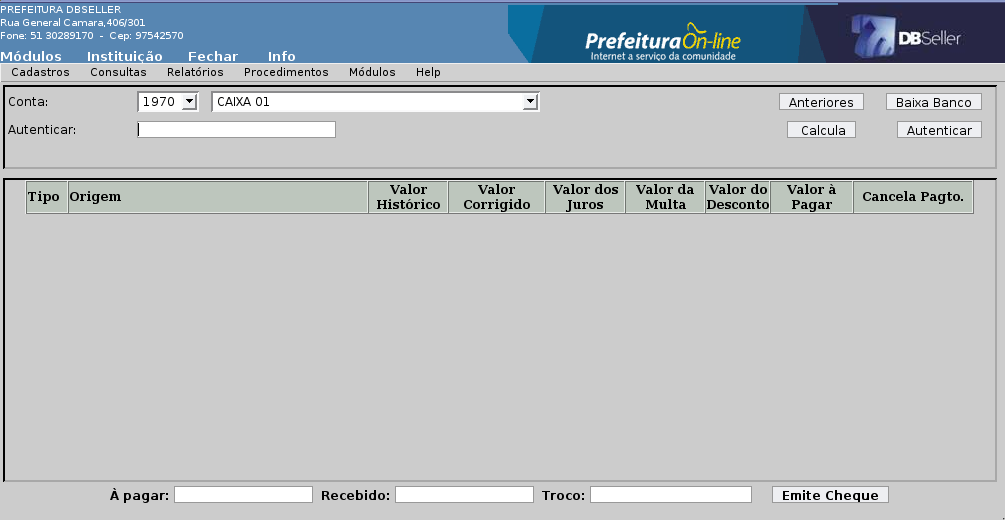 PREFEITURA DBSELLER
Rua General Camara,406/301
Fone: 51 30289170 - Cep: 97542570
Prefeitura On-line
Internet a serviço da comunidade
DBSeller
Módulos Instituição Fechar Info
Cadastros Consultas Relatórios Procedimentos Módulos Help
Conta: 1970 CAIXA 01 Anteriores Baixa Banco
Autenticar: Calcula Autenticar
Tipo Origem Valor Histórico Valor Corrigido Valor dos Juros Valor da Multa Valor do Desconto Valor à Pagar Cancela Pagto.
À pagar: Recebido: Troco: Emite Cheque